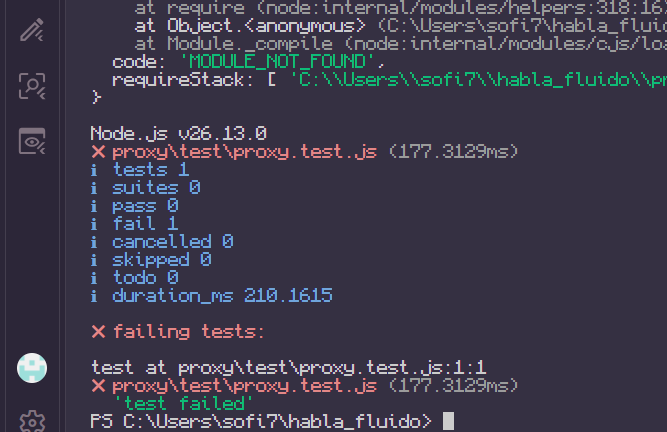 at require (node:internal/modules/helpers:318:16)
at Object.<anonymous> (C:\Users\sofi7\habla_fluido
at Module._compile (node:internal/modules/cjs/loa
code: 'MODULE_NOT_FOUND',
requireStack: [ 'C:\\Users\\sofi7\\habla_fluido\\pr
}
Node.js v26.13.0
✕ proxy\test\proxy.test.js (177.3129ms)
ℹ tests 1
ℹ suites 0
ℹ pass 0
ℹ fail 1
ℹ cancelled 0
ℹ skipped 0
ℹ todo 0
ℹ duration_ms 210.1615
✕ failing tests:
test at proxy\test\proxy.test.js:1:1
✕ proxy\test\proxy.test.js (177.3129ms)
'test failed'
PS C:\Users\sofi7\habla_fluido>